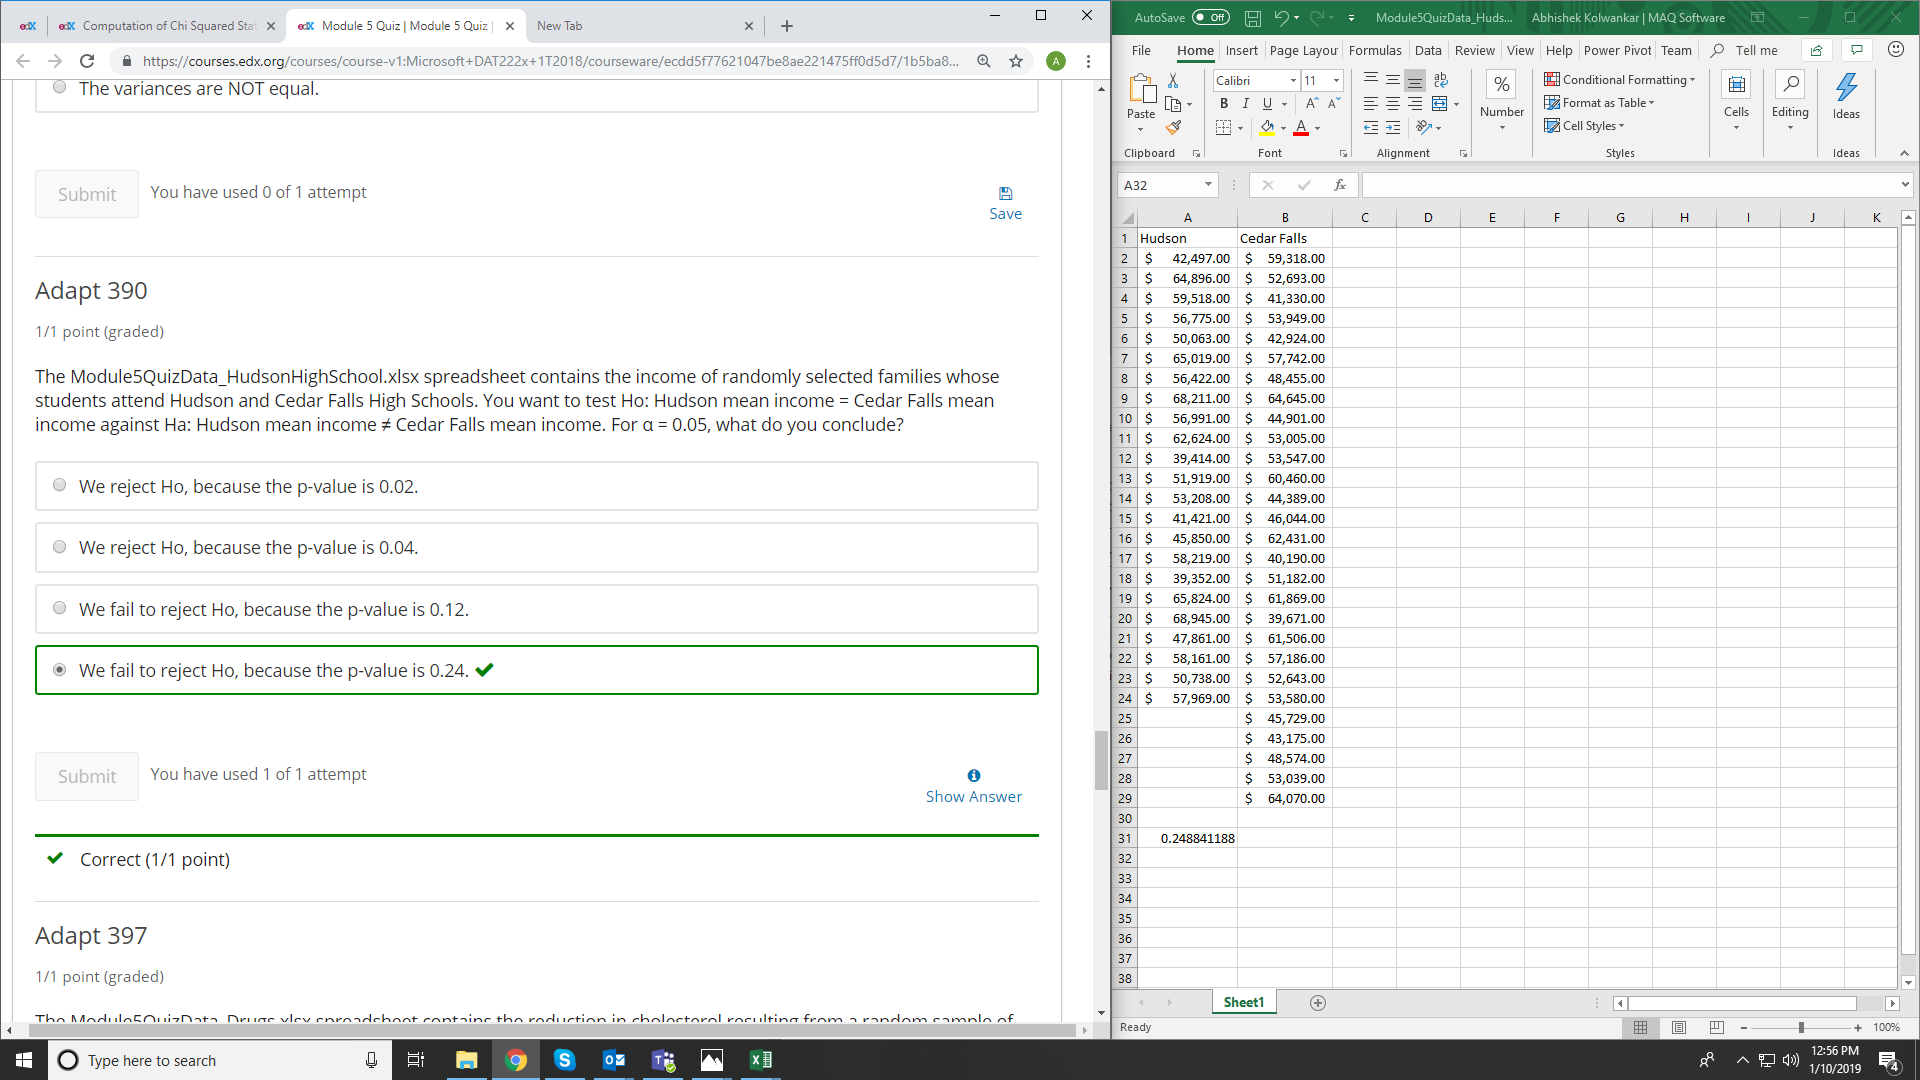 edX
edX Computation of Chi Squared Stat
edX Module 5 Quiz | Module 5 Quiz |
New Tab
https://courses.edx.org/courses/course-v1:Microsoft+DAT222x+1T2018/courseware/ecdd5f77621047be8ae221475ff0d5d7/1b5ba8...
A
The variances are NOT equal.
Submit
You have used 0 of 1 attempt
Save
Adapt 390
1/1 point (graded)
The Module5QuizData_HudsonHighSchool.xlsx spreadsheet contains the income of randomly selected families whose
students attend Hudson and Cedar Falls High Schools. You want to test Ho: Hudson mean income = Cedar Falls mean
income against Ha: Hudson mean income ≠ Cedar Falls mean income. For α = 0.05, what do you conclude?
We reject Ho, because the p-value is 0.02.
We reject Ho, because the p-value is 0.04.
We fail to reject Ho, because the p-value is 0.12.
We fail to reject Ho, because the p-value is 0.24.
Submit
You have used 1 of 1 attempt
Show Answer
Correct (1/1 point)
Adapt 397
1/1 point (graded)
The Module5QuizData_Drugs.xlsx spreadsheet contains the reduction in cholesterol resulting from a random sample of
AutoSave Off Module5QuizData_Huds... Abhishek Kolwankar | MAQ Software
File Home Insert Page Layour Formulas Data Review View Help Power Pivot Team Tell me
Paste
Calibri 11
B I U A A
A
ab
%
Number
Conditional Formatting
Format as Table
Cell Styles
Cells
Editing
Ideas
Clipboard Font Alignment Styles Ideas
A32 fx
A B C D E F G H I J K
1 Hudson Cedar Falls
2 $ 42,497.00 $ 59,318.00
3 $ 64,896.00 $ 52,693.00
4 $ 59,518.00 $ 41,330.00
5 $ 56,775.00 $ 53,949.00
6 $ 50,063.00 $ 42,924.00
7 $ 65,019.00 $ 57,742.00
8 $ 56,422.00 $ 48,455.00
9 $ 68,211.00 $ 64,645.00
10 $ 56,991.00 $ 44,901.00
11 $ 62,624.00 $ 53,005.00
12 $ 39,414.00 $ 53,547.00
13 $ 51,919.00 $ 60,460.00
14 $ 53,208.00 $ 44,389.00
15 $ 41,421.00 $ 46,044.00
16 $ 45,850.00 $ 62,431.00
17 $ 58,219.00 $ 40,190.00
18 $ 39,352.00 $ 51,182.00
19 $ 65,824.00 $ 61,869.00
20 $ 68,945.00 $ 39,671.00
21 $ 47,861.00 $ 61,506.00
22 $ 58,161.00 $ 57,186.00
23 $ 50,738.00 $ 52,643.00
24 $ 57,969.00 $ 53,580.00
25 $ 45,729.00
26 $ 43,175.00
27 $ 48,574.00
28 $ 53,039.00
29 $ 64,070.00
30
31 0.248841188
32
33
34
35
36
37
38
Sheet1
Ready
100%
Type here to search
12:56 PM
1/10/2019
4